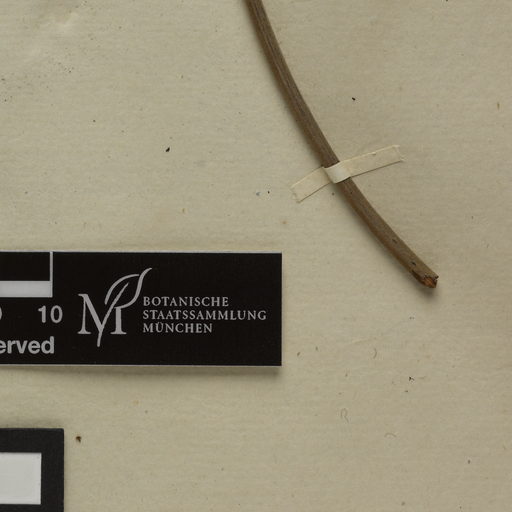 10
BOTANISCHE
STAATSSAMMLUNG
MÜNCHEN
erved